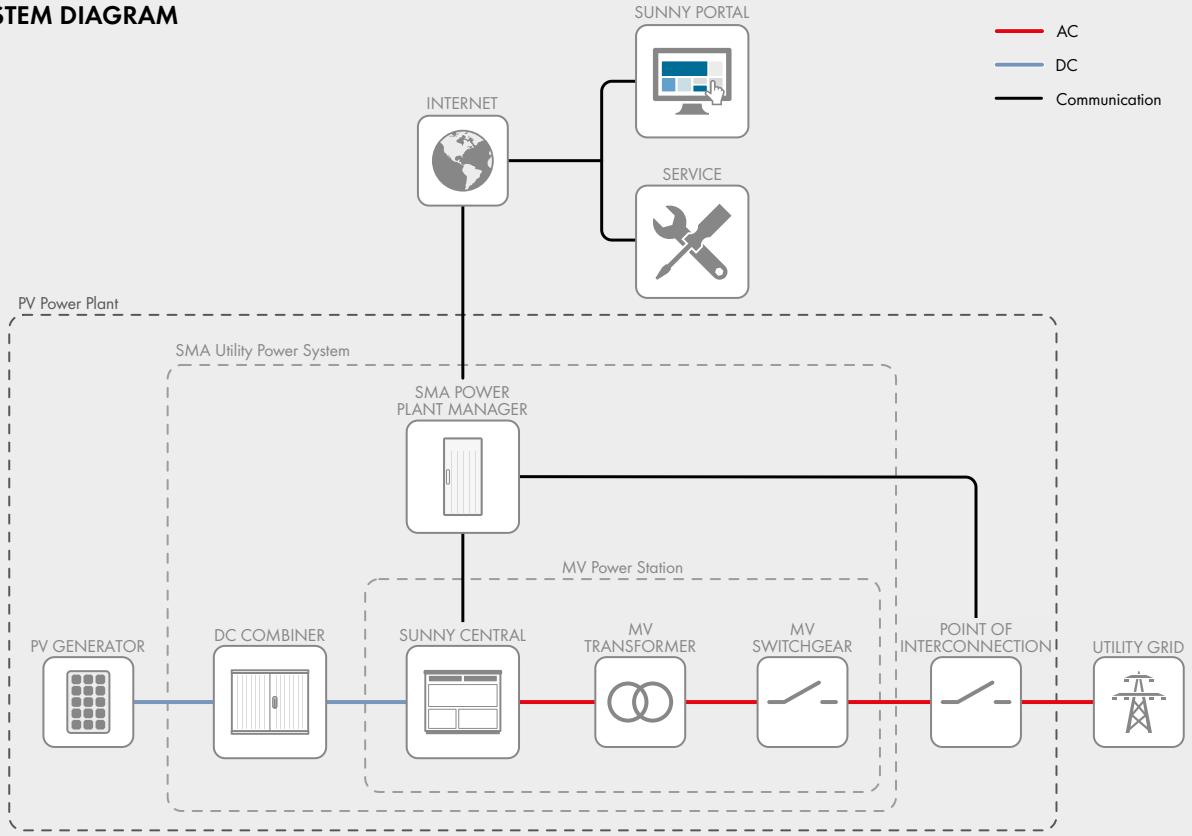 STEM DIAGRAM
SUNNY PORTAL
AC
DC
Communication
INTERNET
SERVICE
PV Power Plant
SMA Utility Power System
SMA POWER
PLANT MANAGER
MV Power Station
PV GENERATOR
DC COMBINER
SUNNY CENTRAL
MV
TRANSFORMER
MV
SWITCHGEAR
POINT OF
INTERCONNECTION
UTILITY GRID